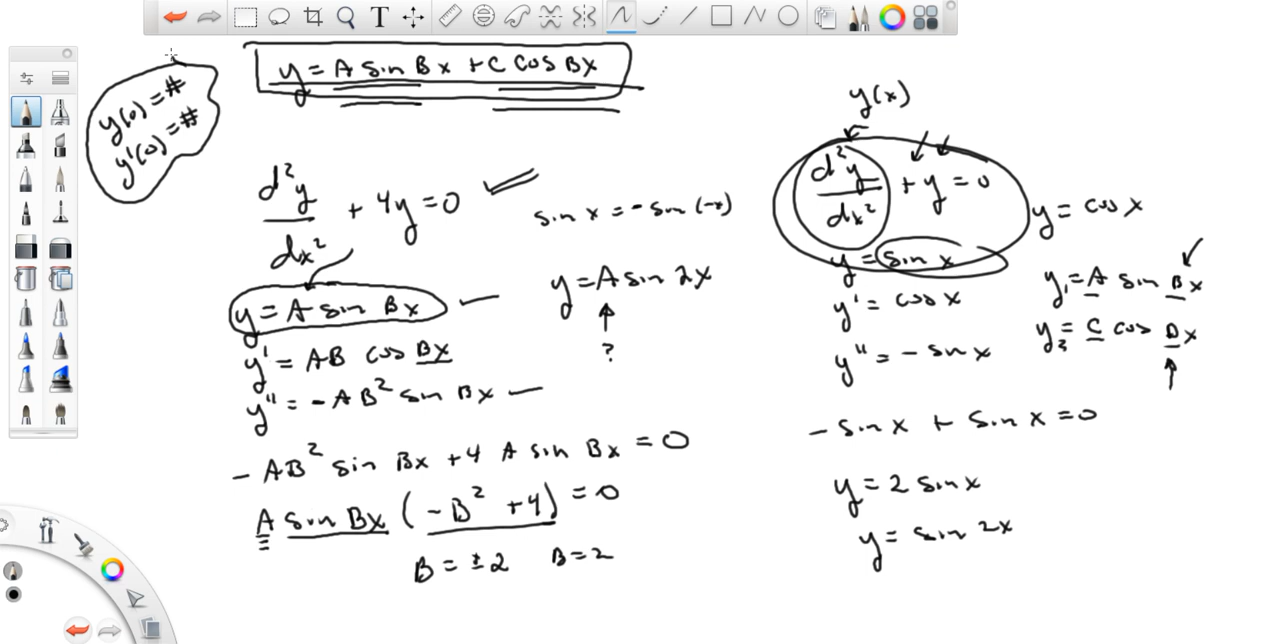 y = A sin Bx + C cos Bx
y(0) = #
y'(0) = #
d²y/dx² + 4y = 0
y = A sin Bx
y' = AB cos Bx
y'' = -AB² sin Bx
-AB² sin Bx + 4 A sin Bx = 0
A sin Bx (-B² + 4) = 0
B = ±2 B = 2
sin x = -sin(-x)
y = A sin 2x
?
y(x)
d²y/dx² + y = 0
y = sin x
y' = cos x
y'' = -sin x
y = cos x
y₁ = A sin Bx
y₂ = C cos Dx
-sin x + sin x = 0
y = 2 sin x
y = sin 2x
T